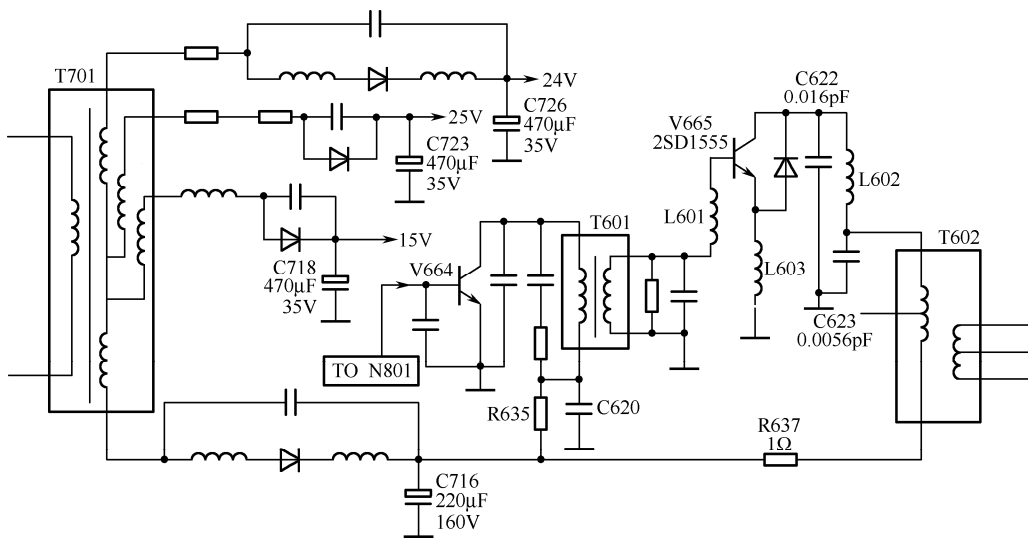 T701
24V
C726
470μF
35V
25V
C723
470μF
35V
15V
C718
470μF
35V
V664
TO N801
T601
L601
V665
2SD1555
C622
0.016pF
L602
L603
T602
C623
0.0056pF
R635
C620
R637
1Ω
C716
220μF
160V